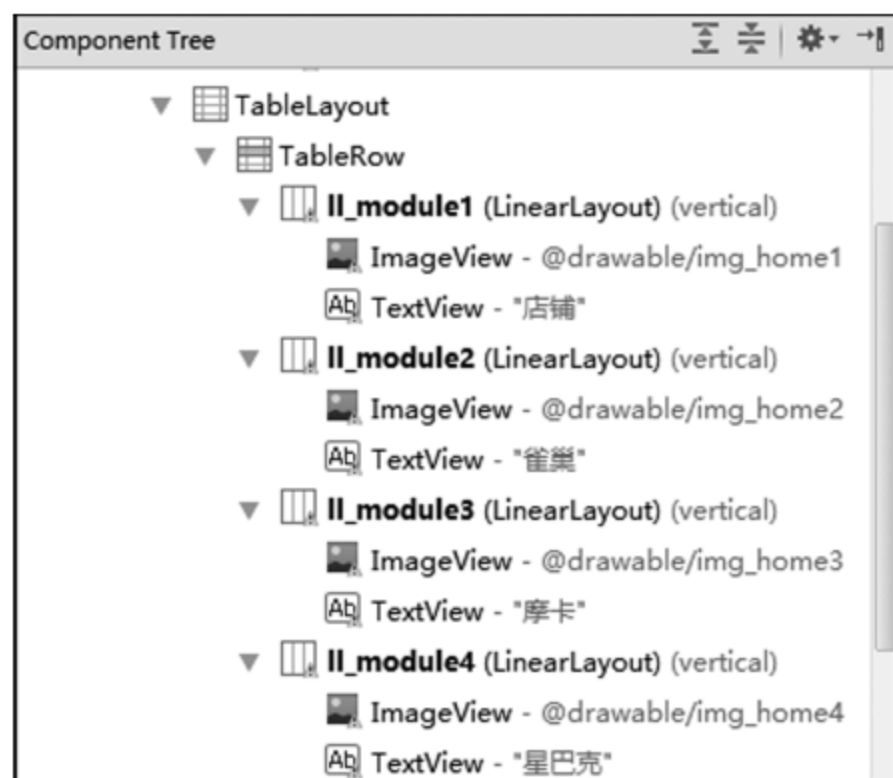 Component Tree
TableLayout
TableRow
ll_module1 (LinearLayout) (vertical)
ImageView - @drawable/img_home1
TextView - "店铺"
ll_module2 (LinearLayout) (vertical)
ImageView - @drawable/img_home2
TextView - "雀巢"
ll_module3 (LinearLayout) (vertical)
ImageView - @drawable/img_home3
TextView - "摩卡"
ll_module4 (LinearLayout) (vertical)
ImageView - @drawable/img_home4
TextView - "星巴克"